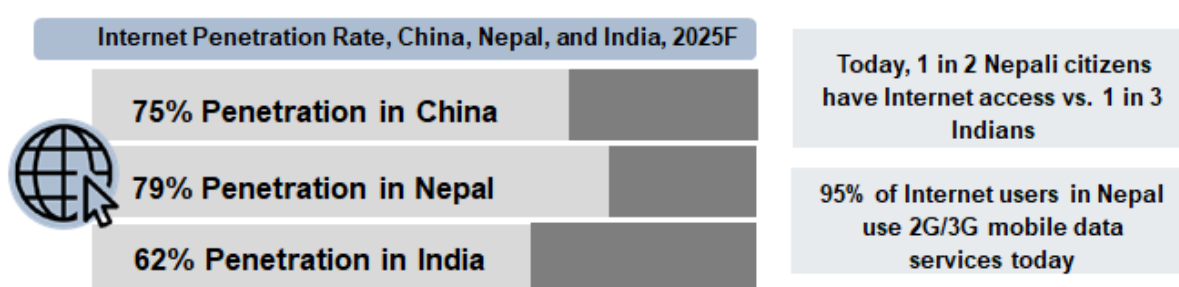 Internet Penetration Rate, China, Nepal, and India, 2025F
75% Penetration in China
79% Penetration in Nepal
62% Penetration in India
Today, 1 in 2 Nepali citizens
have Internet access vs. 1 in 3
Indians
95% of Internet users in Nepal
use 2G/3G mobile data
services today